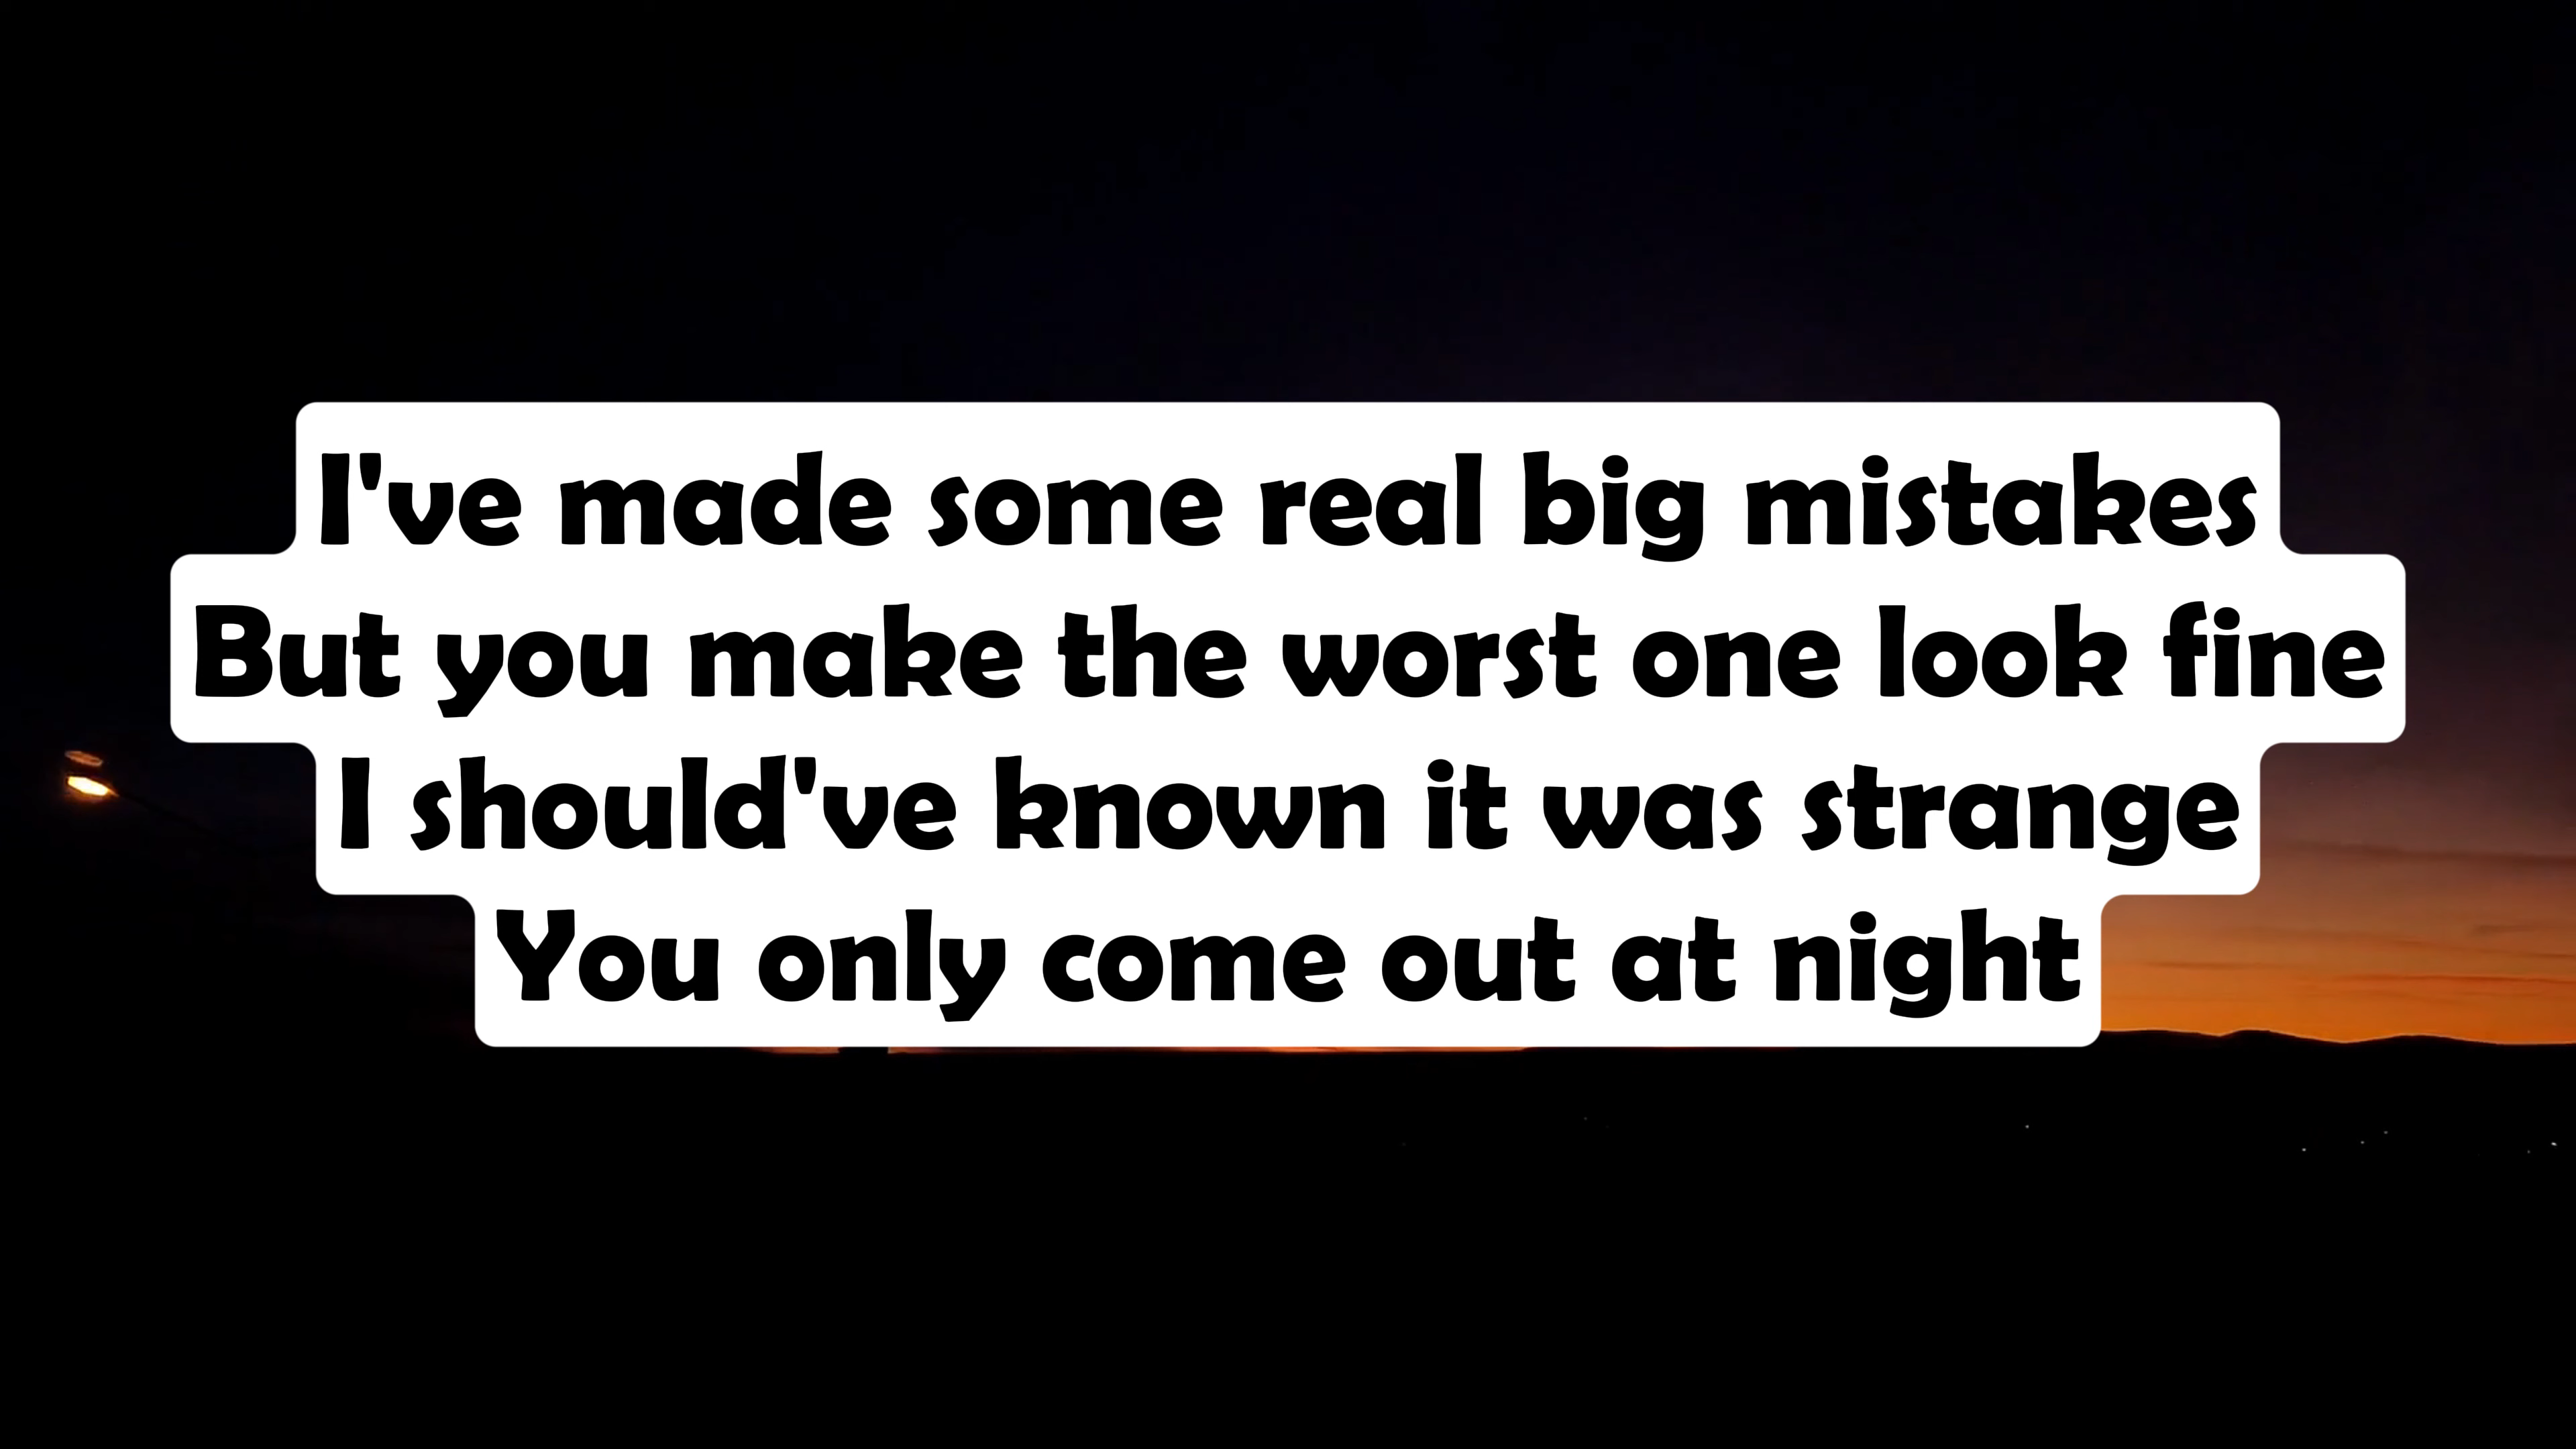 I've made some real big mistakes
But you make the worst one look fine
I should've known it was strange
You only come out at night